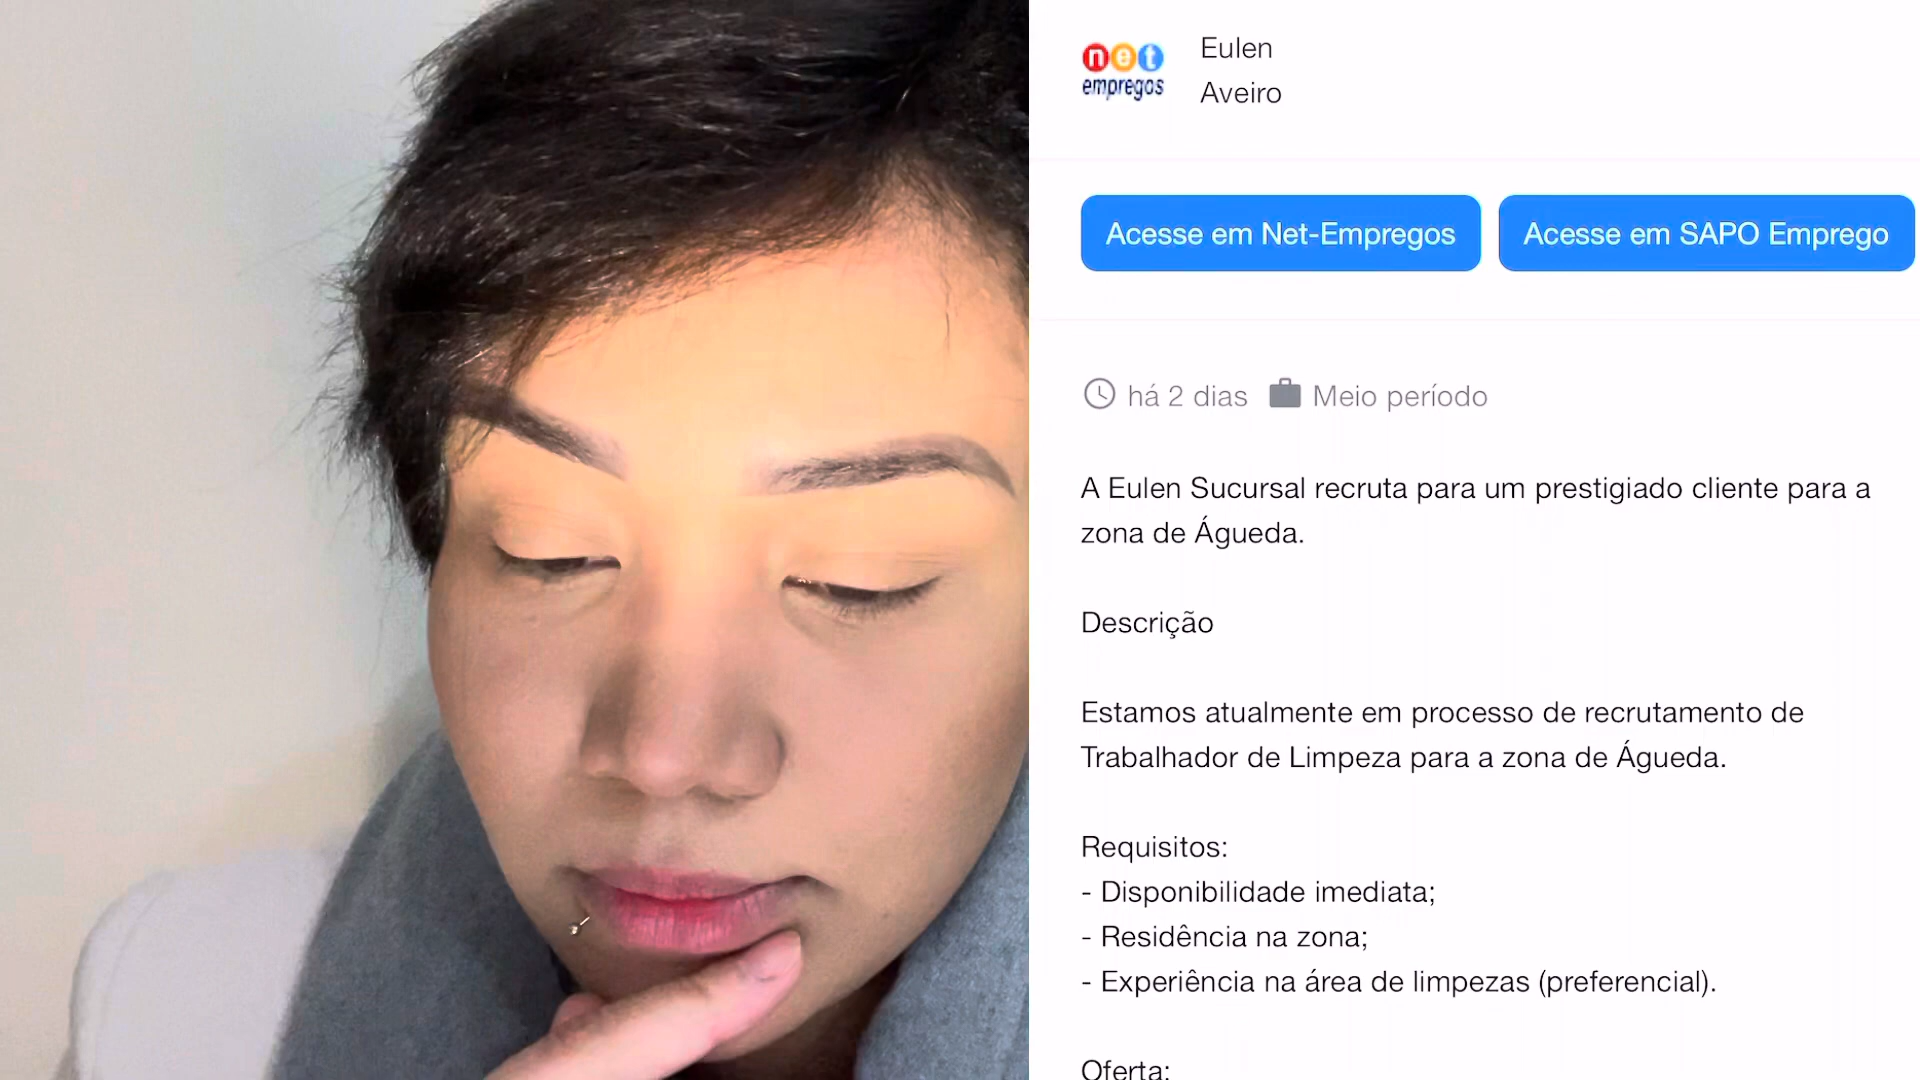 net
empregos
Eulen
Aveiro
Acesse em Net-Empregos
Acesse em SAPO Emprego
há 2 dias
Meio período
A Eulen Sucursal recruta para um prestigiado cliente para a
zona de Águeda.
Descrição
Estamos atualmente em processo de recrutamento de
Trabalhador de Limpeza para a zona de Águeda.
Requisitos:
- Disponibilidade imediata;
- Residência na zona;
- Experiência na área de limpezas (preferencial).
Oferta: